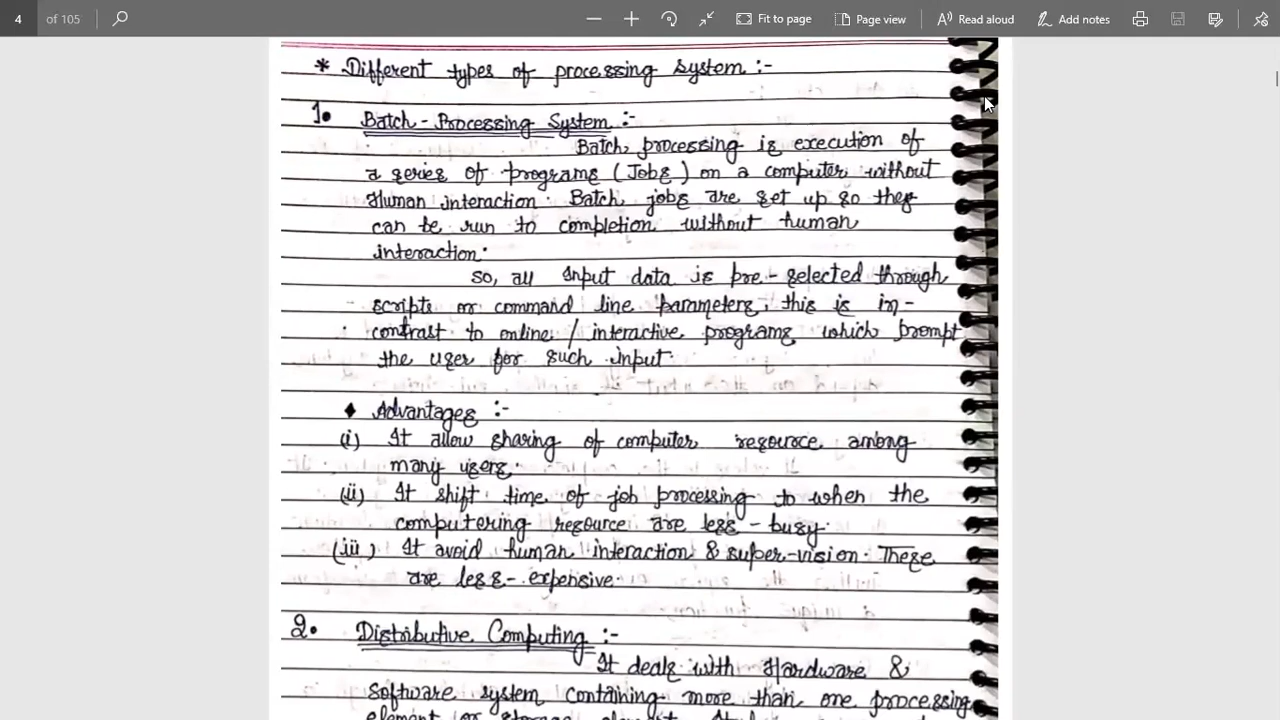 4 of 105
Fit to page
Page view
Read aloud
Add notes
* Different types of processing system :-
1. Batch - Processing System :-
Batch processing is execution of
a series of programs (Jobs) on a computer without
Human interaction. Batch jobs are set up so they
can be run to completion without human
interaction.
so, all Input data is pre-selected through
scripts or command line parameters, this is in-
contrast to online / interactive programs which prompt
the user for such input.
♦ Advantages :-
(i) It allow sharing of computer resource among
many users.
(ii) It shift time of job processing to when the
computering resource are less-busy.
(iii) It avoid human interaction & super-vision. These
are less-expensive.
2. Distributive Computing :-
It deals with Hardware &
Software system containing more than one processing
element or storage element.